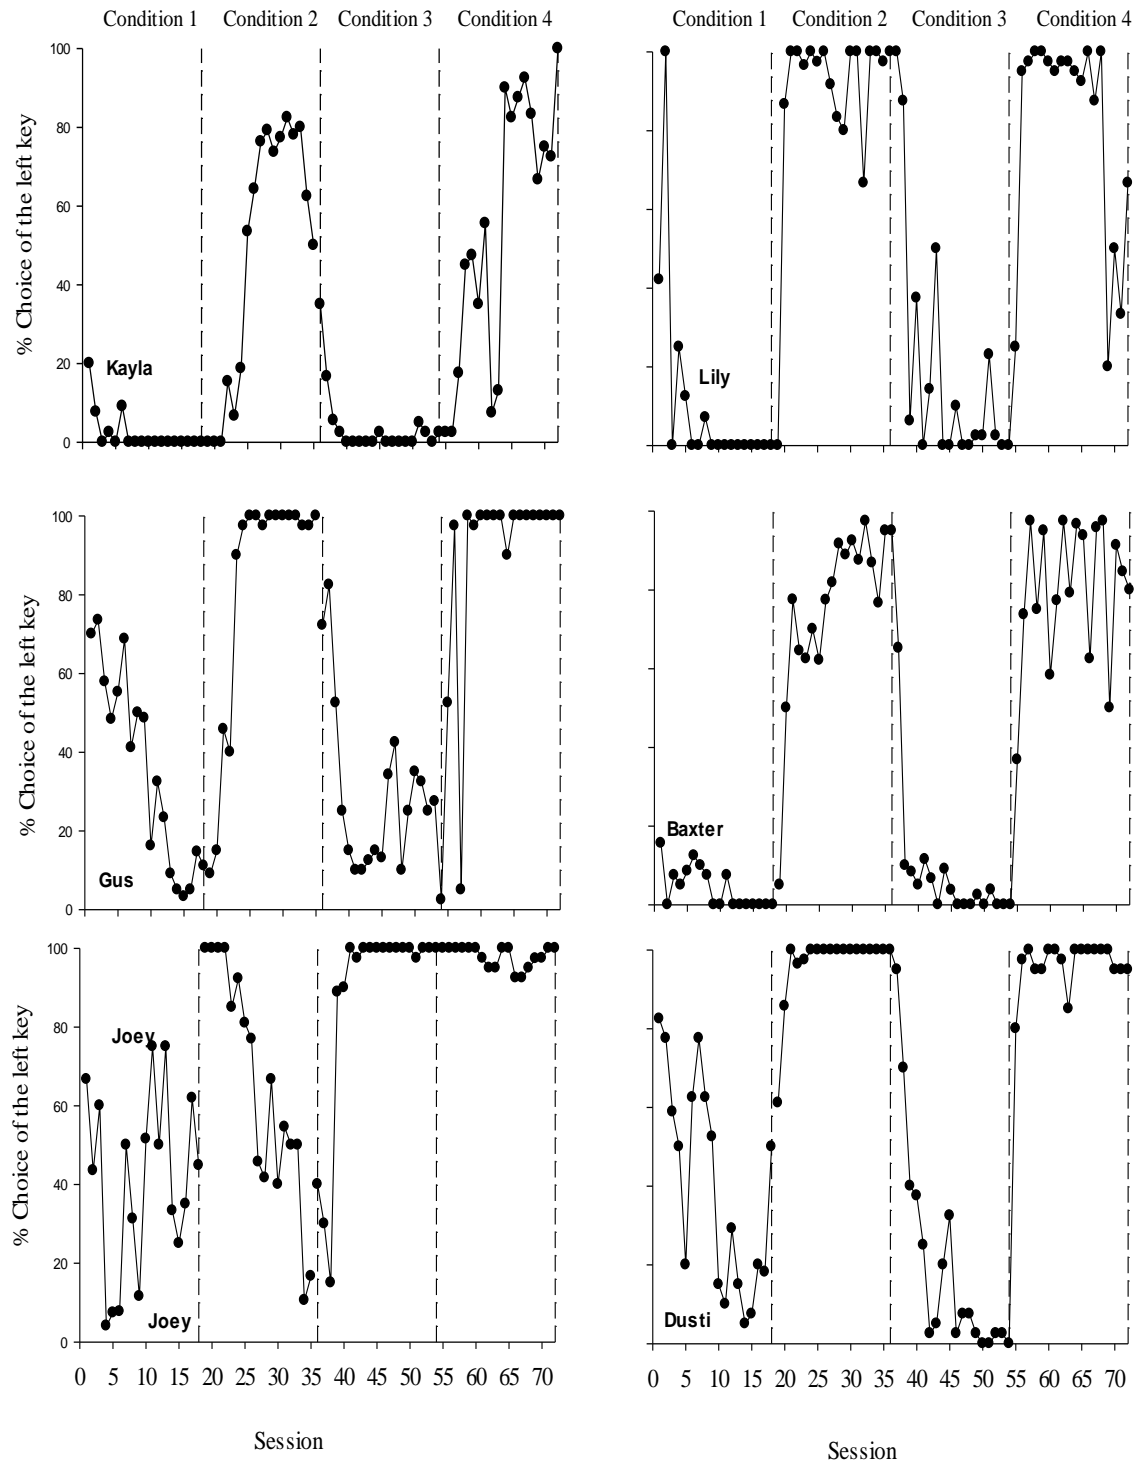 Condition 1 Condition 2 Condition 3 Condition 4
Condition 1 Condition 2 Condition 3 Condition 4
% Choice of the left key
100
80
60
40
20
0
Kayla
Lily
% Choice of the left key
100
80
60
40
20
0
Gus
Baxter
% Choice of the left key
100
80
60
40
20
0
Joey
Joey
Dusti
0 5 10 15 20 25 30 35 40 45 50 55 60 65 70
0 5 10 15 20 25 30 35 40 45 50 55 60 65 70
Session
Session